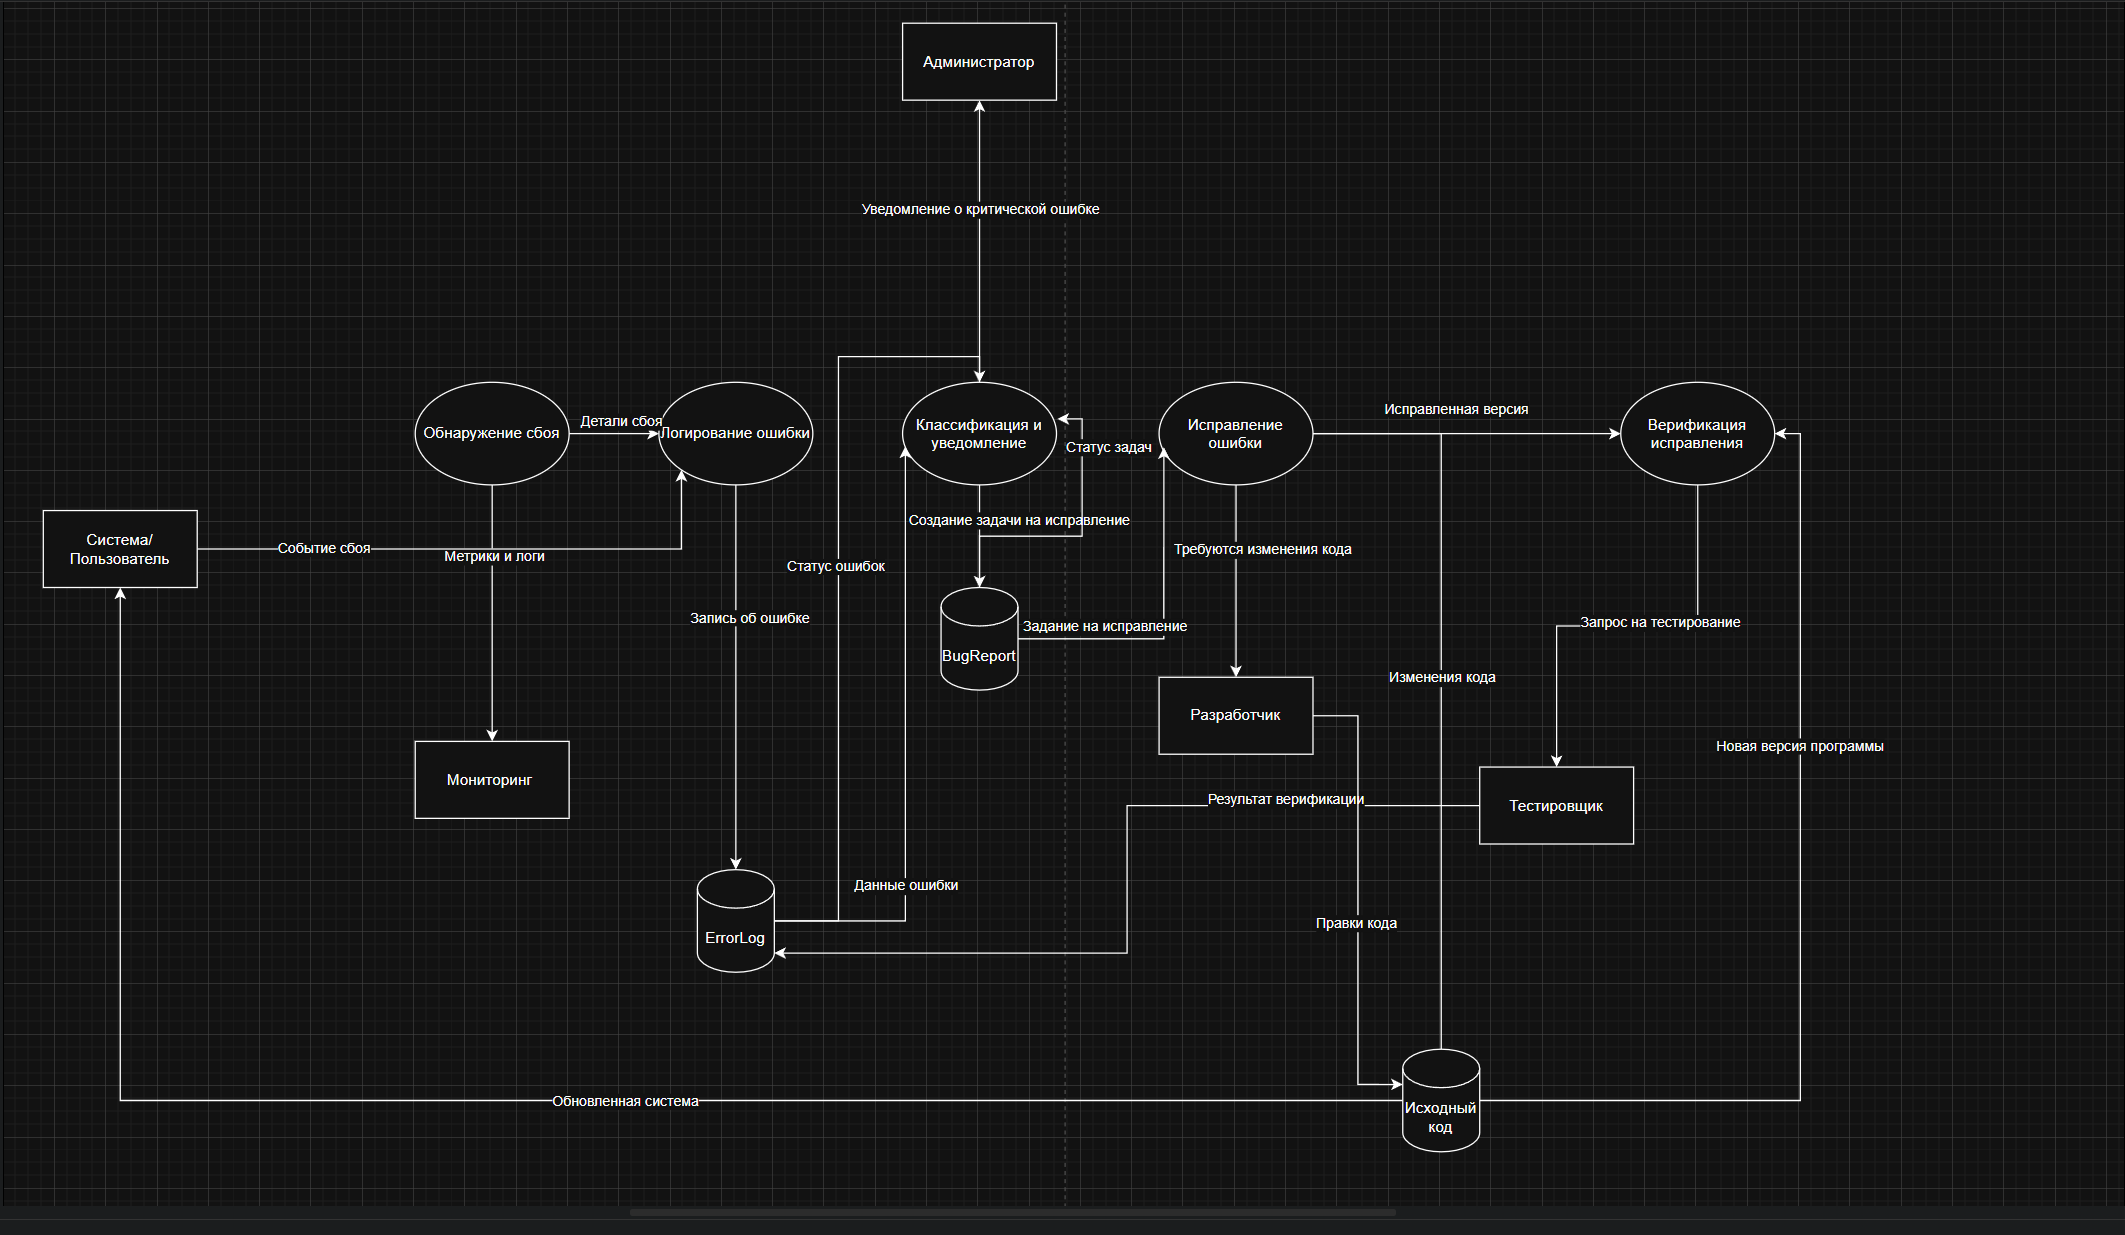 Администратор
Уведомление о критической ошибке
Исправленная версия
Детали сбоя
Обнаружение сбоя
Логирование ошибки
Классификация и
уведомление
Статус задач
Исправление
ошибки
Верификация
исправления
Создание задачи на исправление
Система/
Пользователь
Событие сбоя
Метрики и логи
Требуются изменения кода
Статус ошибок
Запись об ошибке
Задание на исправление
Запрос на тестирование
BugReport
Изменения кода
Разработчик
Новая версия программы
Мониторинг
Результат верификации
Тестировщик
Данные ошибки
Правки кода
ErrorLog
Обновленная система
Исходный
код